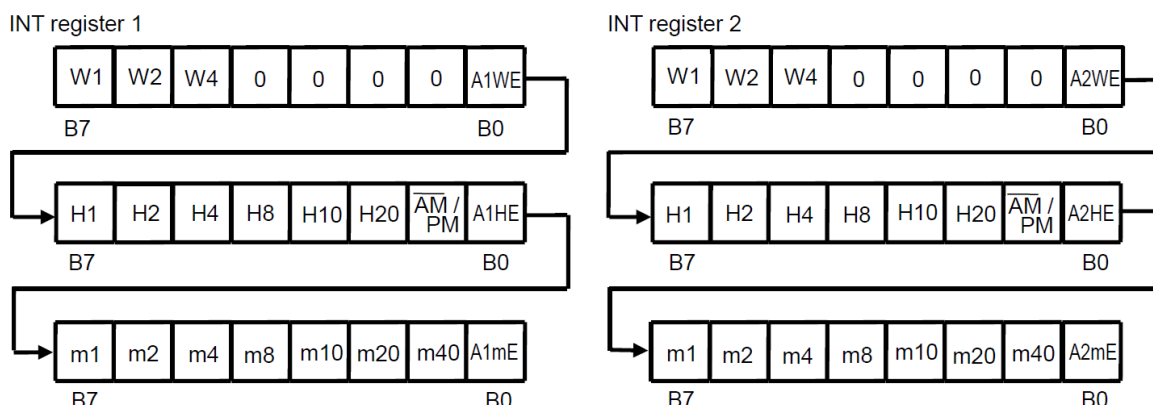 INT register 1
W1 W2 W4 0 0 0 0 A1WE
B7 B0
H1 H2 H4 H8 H10 H20 AM / PM A1HE
B7 B0
m1 m2 m4 m8 m10 m20 m40 A1mE
B7 B0
INT register 2
W1 W2 W4 0 0 0 0 A2WE
B7 B0
H1 H2 H4 H8 H10 H20 AM / PM A2HE
B7 B0
m1 m2 m4 m8 m10 m20 m40 A2mE
B7 B0